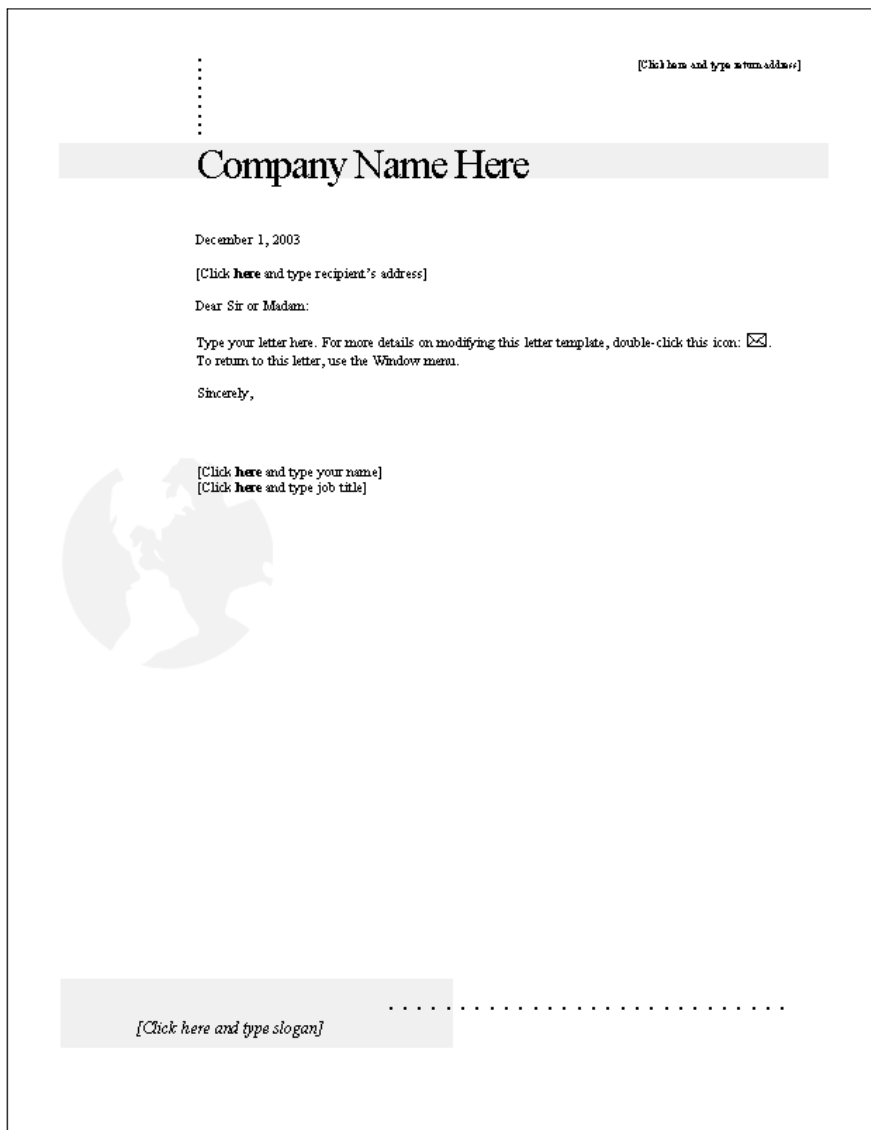 [Click here and type return address]
Company Name Here
December 1, 2003
[Click here and type recipient's address]
Dear Sir or Madam:
Type your letter here. For more details on modifying this letter template, double-click this icon: .
To return to this letter, use the Window menu.
Sincerely,
[Click here and type your name]
[Click here and type job title]
[Click here and type slogan]